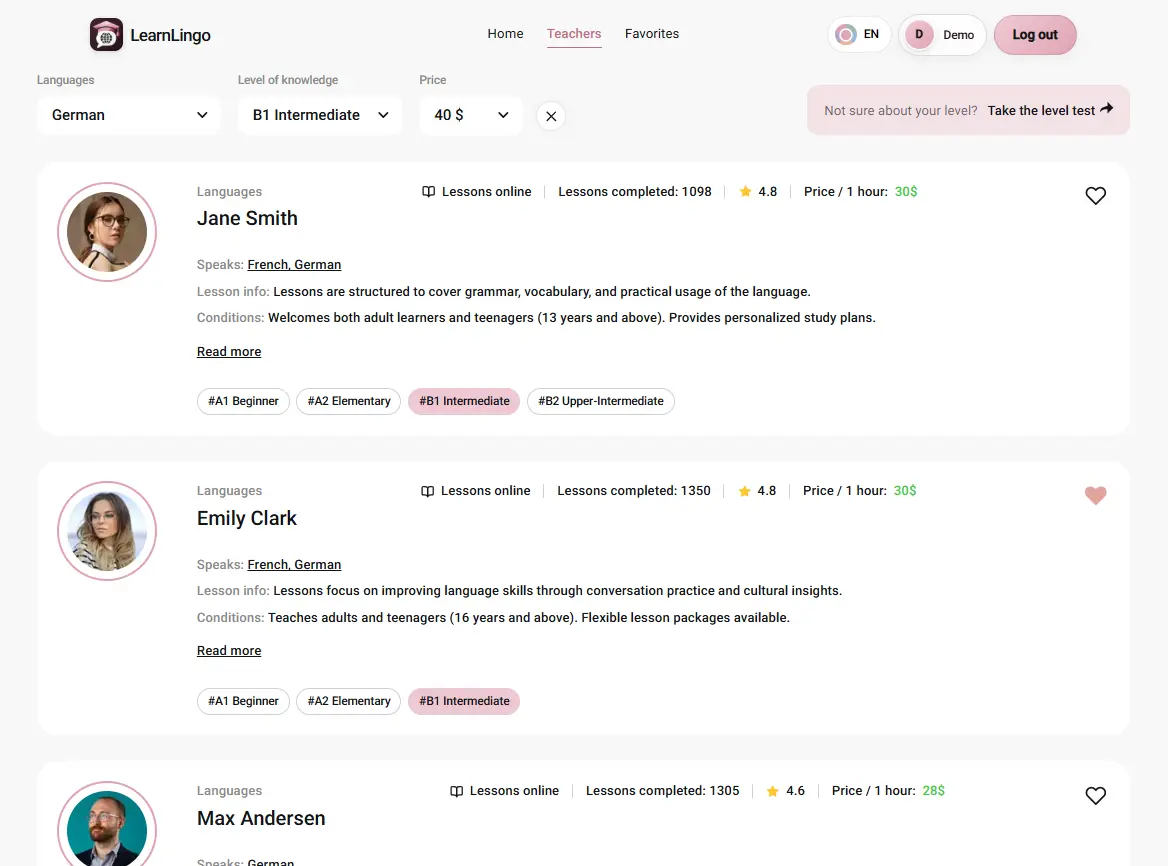 LearnLingo
Home Teachers Favorites
EN
D Demo
Log out
Languages Level of knowledge Price
German B1 Intermediate 40 $
Not sure about your level? Take the level test
Languages
Lessons online Lessons completed: 1098 4.8 Price / 1 hour: 30$
Jane Smith
Speaks: French, German
Lesson info: Lessons are structured to cover grammar, vocabulary, and practical usage of the language.
Conditions: Welcomes both adult learners and teenagers (13 years and above). Provides personalized study plans.
Read more
#A1 Beginner #A2 Elementary #B1 Intermediate #B2 Upper-Intermediate
Languages
Lessons online Lessons completed: 1350 4.8 Price / 1 hour: 30$
Emily Clark
Speaks: French, German
Lesson info: Lessons focus on improving language skills through conversation practice and cultural insights.
Conditions: Teaches adults and teenagers (16 years and above). Flexible lesson packages available.
Read more
#A1 Beginner #A2 Elementary #B1 Intermediate
Languages
Lessons online Lessons completed: 1305 4.6 Price / 1 hour: 28$
Max Andersen
Speaks: German